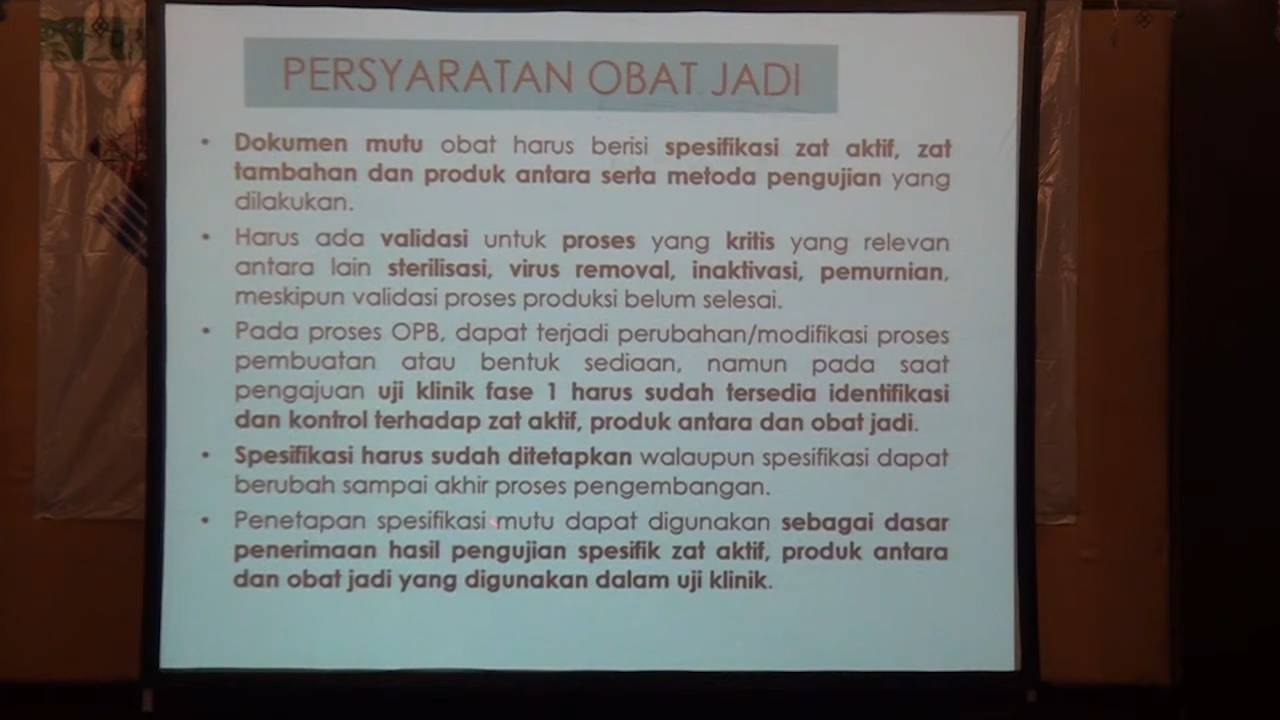 PERSYARATAN OBAT JADI
• Dokumen mutu obat harus berisi spesifikasi zat aktif, zat
tambahan dan produk antara serta metoda pengujian yang
dilakukan.
• Harus ada validasi untuk proses yang kritis yang relevan
antara lain sterilisasi, virus removal, inaktivasi, pemurnian,
meskipun validasi proses produksi belum selesai.
• Pada proses OPB, dapat terjadi perubahan/modifikasi proses
pembuatan atau bentuk sediaan, namun pada saat
pengajuan uji klinik fase 1 harus sudah tersedia identifikasi
dan kontrol terhadap zat aktif, produk antara dan obat jadi.
• Spesifikasi harus sudah ditetapkan walaupun spesifikasi dapat
berubah sampai akhir proses pengembangan.
• Penetapan spesifikasi mutu dapat digunakan sebagai dasar
penerimaan hasil pengujian spesifik zat aktif, produk antara
dan obat jadi yang digunakan dalam uji klinik.